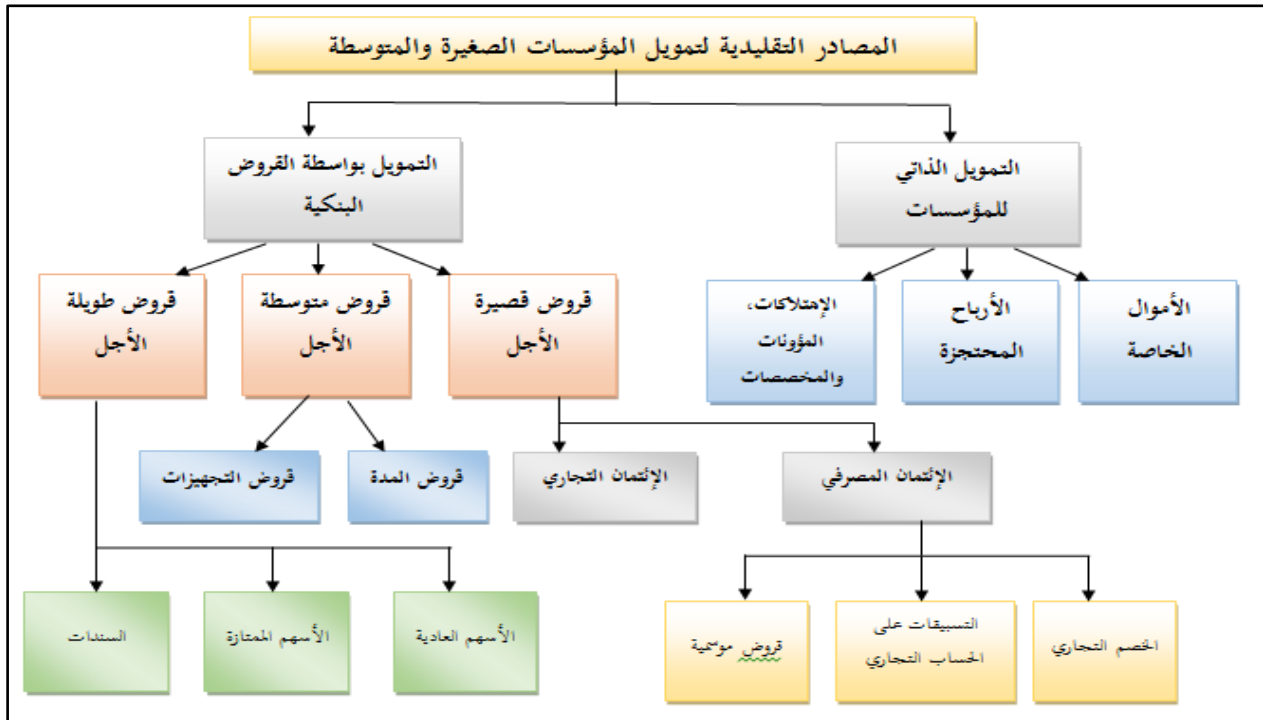 المصادر التقليدية لتمويل المؤسسات الصغيرة والمتوسطة
التمويل الذاتي
للمؤسسات
التمويل بواسطة القروض
البنكية
الأموال
الخاصة
الأرباح
المحتجزة
الإهتلاكات،
المؤونات
والمخصصات
قروض قصيرة
الأجل
قروض متوسطة
الأجل
قروض طويلة
الأجل
الإئتمان المصرفي
الإئتمان التجاري
قروض المدة
قروض التجهيزات
الخصم التجاري
التسبيقات على
الحساب التجاري
قروض موسمية
الأسهم العادية
الأسهم الممتازة
السندات